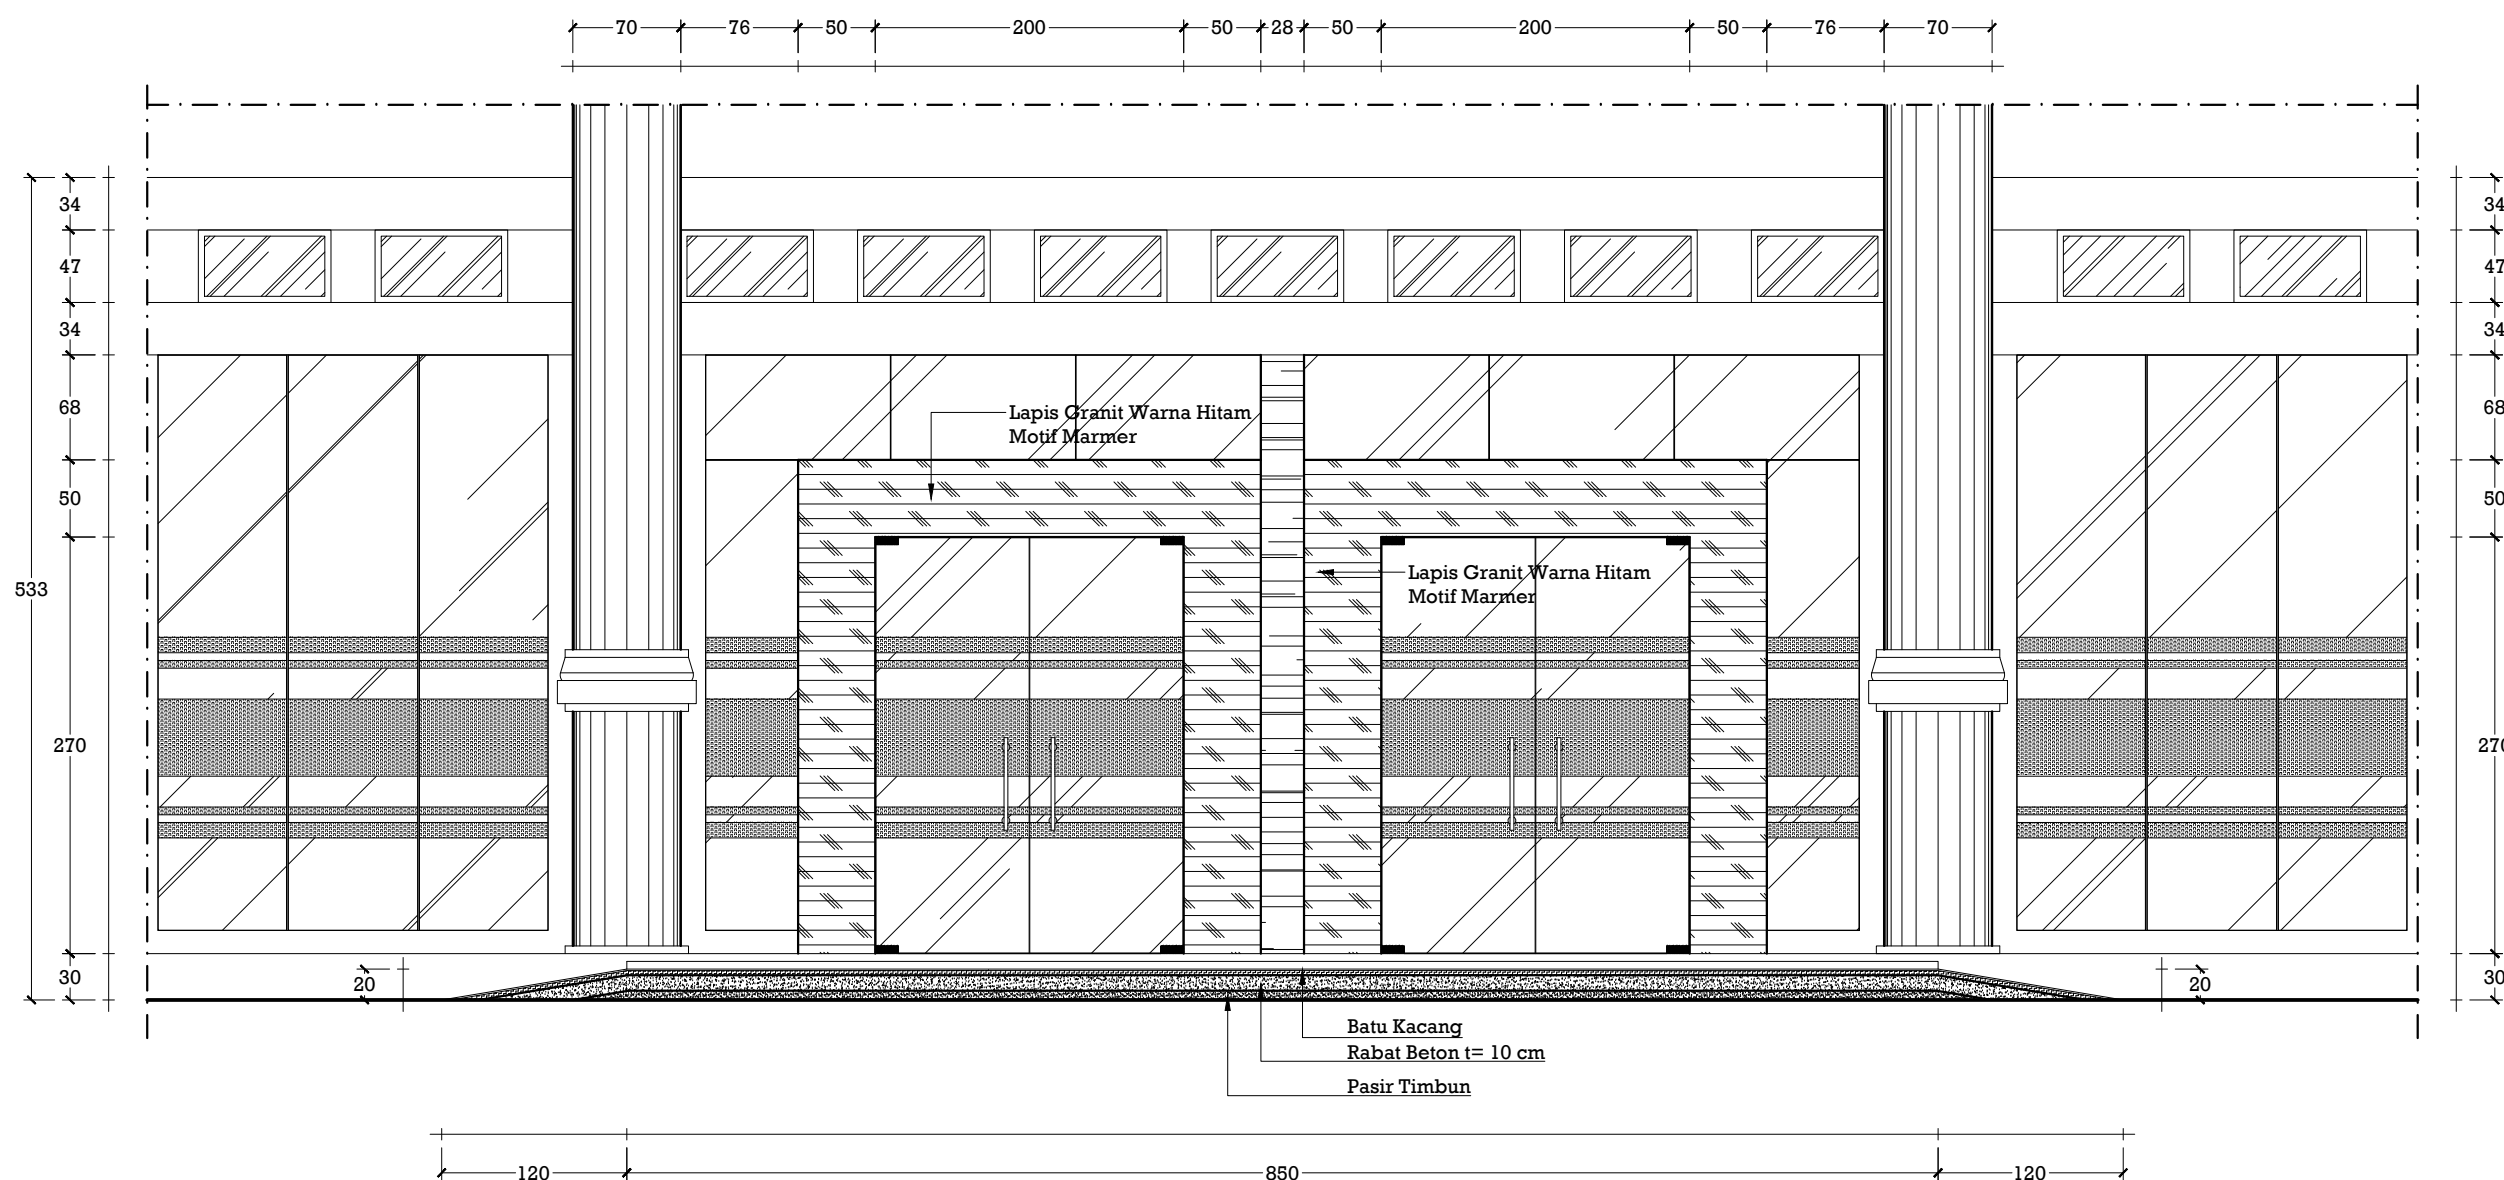 70 76 50 200 50 28 50 200 50 76 70
34 34
47 47
34 34
68 68
Lapis Granit Warna Hitam
Motif Marmer
50 50
Lapis Granit Warna Hitam
Motif Marmer
533
270 270
30 20 20 30
Batu Kacang
Rabat Beton t= 10 cm
Pasir Timbun
120 850 120